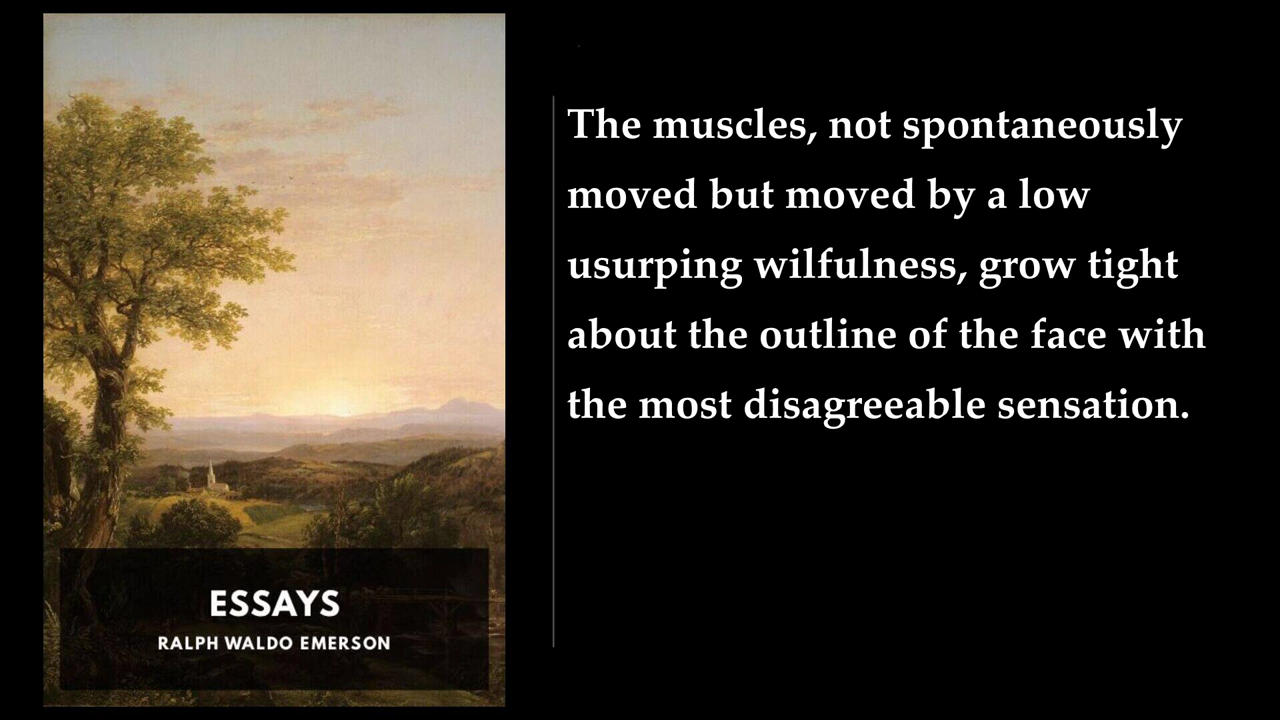 ESSAYS
RALPH WALDO EMERSON
The muscles, not spontaneously
moved but moved by a low
usurping wilfulness, grow tight
about the outline of the face with
the most disagreeable sensation.